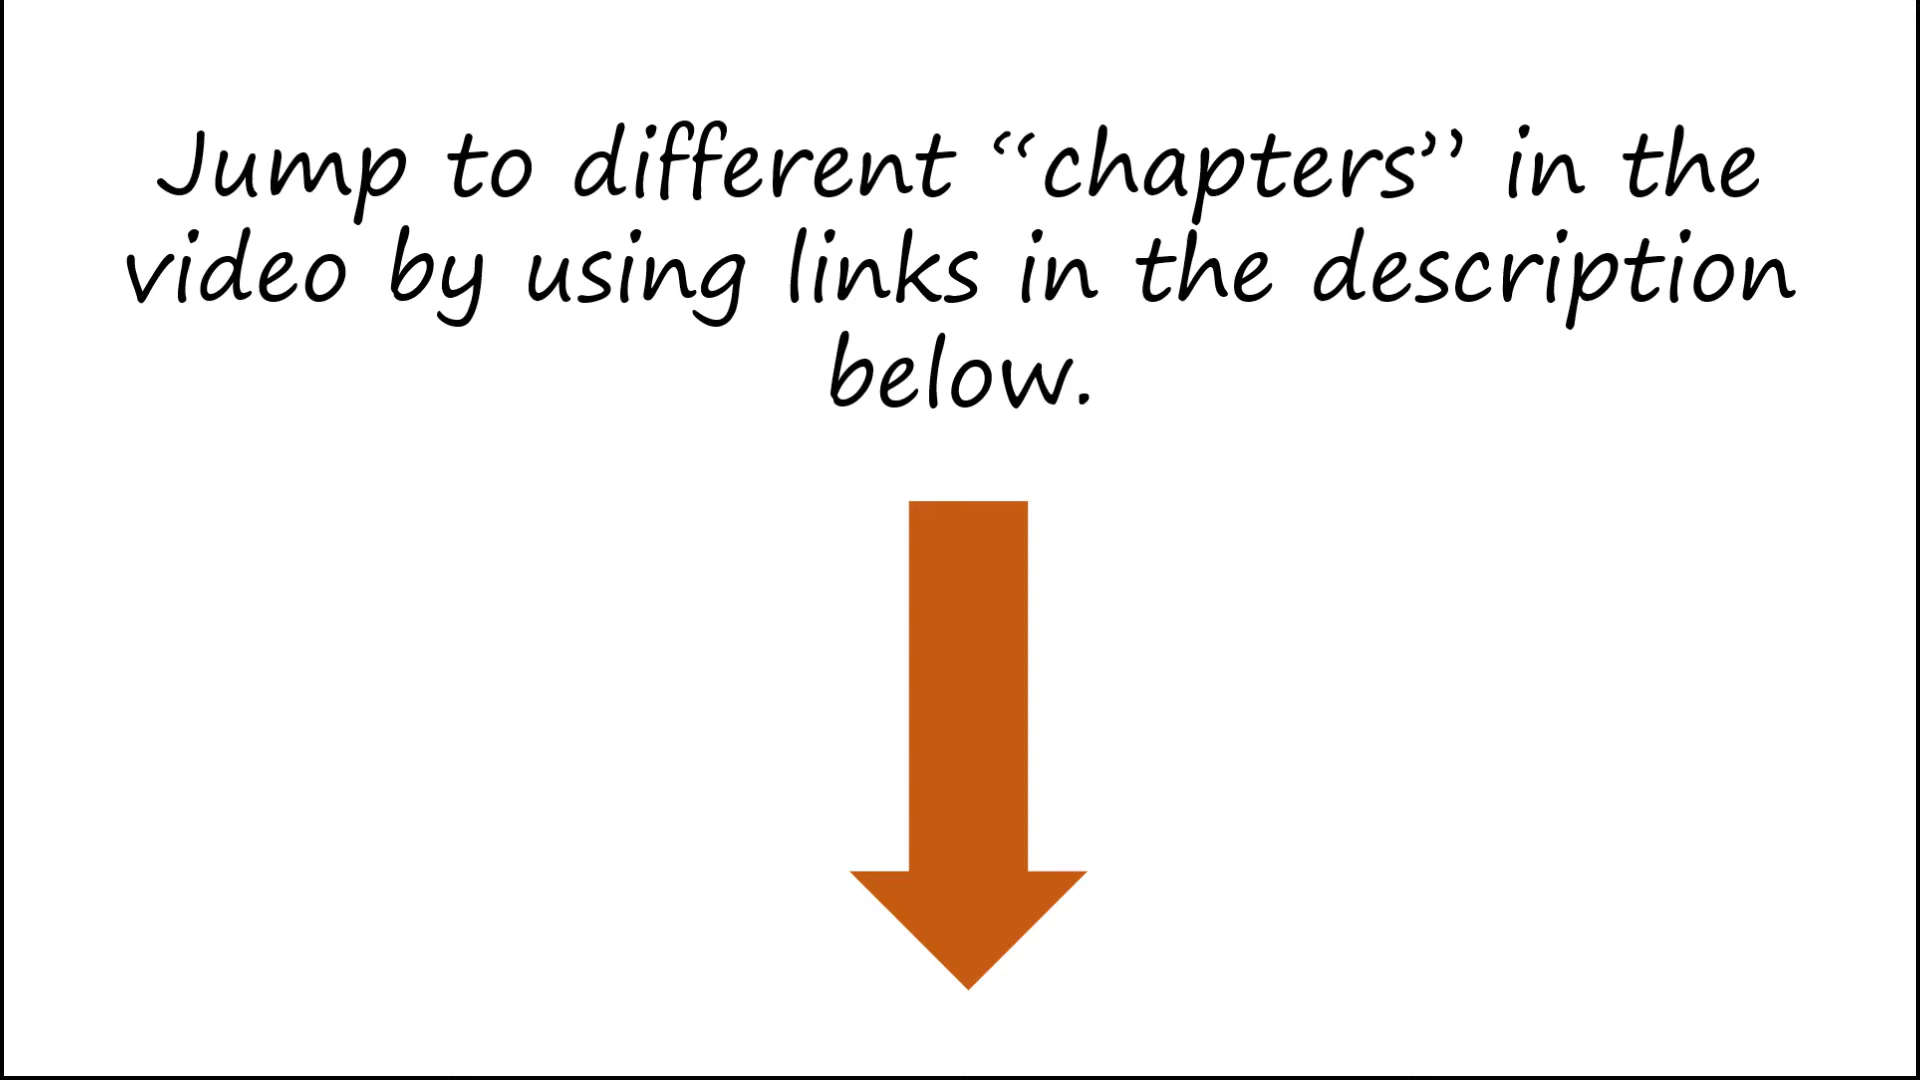 Jump to different “chapters” in the
video by using links in the description
below.